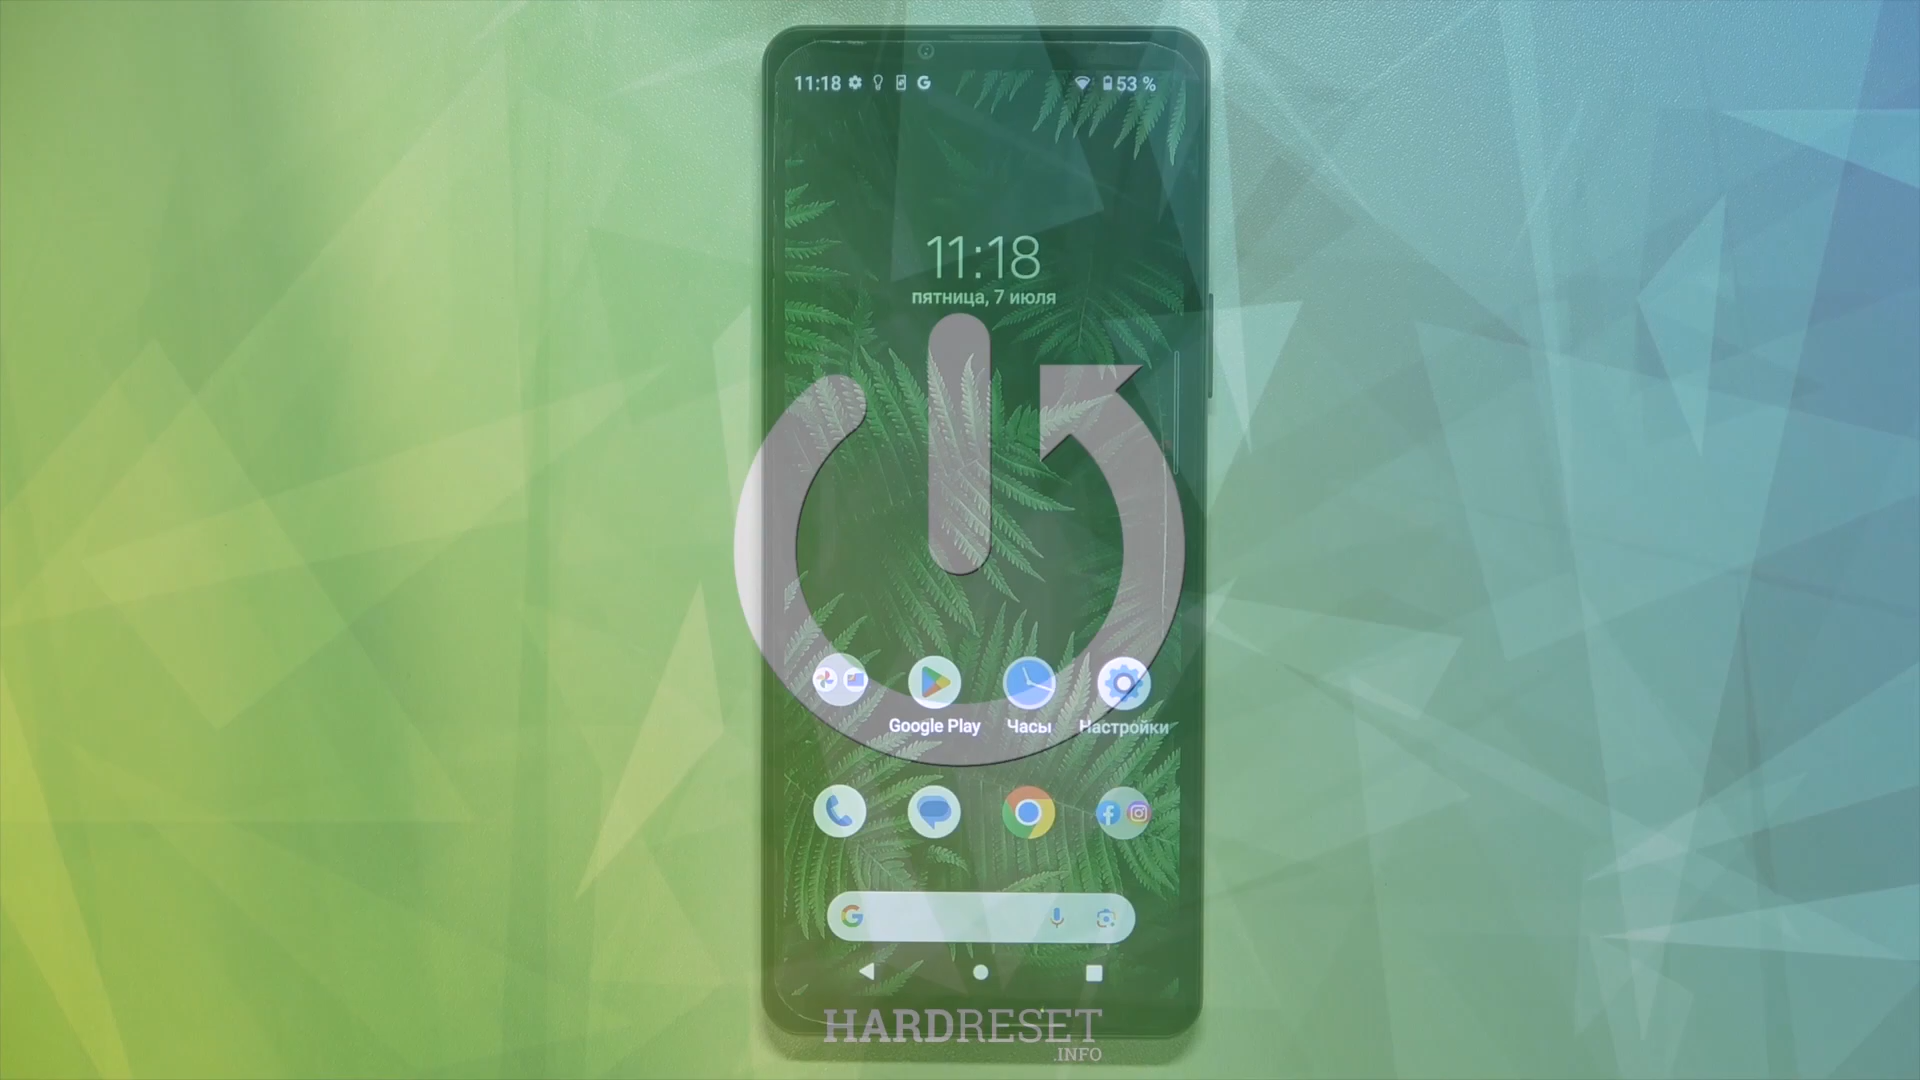 11:18 53 %
11:18
пятница, 7 июля
Google Play Часы Настройки
HARDRESET
.INFO